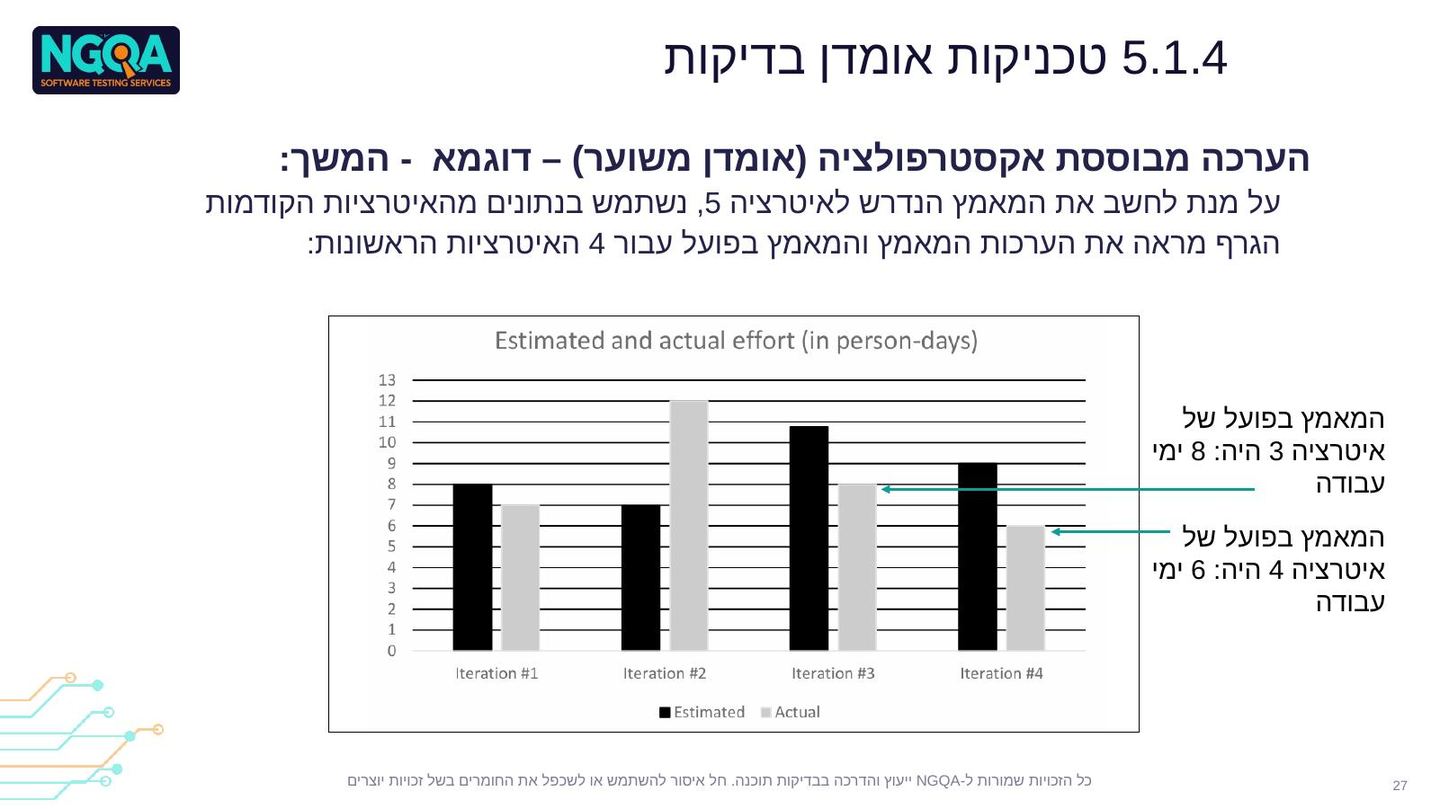 NGQA
SOFTWARE TESTING SERVICES
5.1.4 טכניקות אומדן בדיקות
הערכה מבוססת אקסטרפולציה (אומדן משוער) – דוגמא - המשך:
על מנת לחשב את המאמץ הנדרש לאיטרציה 5, נשתמש בנתונים מהאיטרציות הקודמות
הגרף מראה את הערכות המאמץ והמאמץ בפועל עבור 4 האיטרציות הראשונות:
Estimated and actual effort (in person-days)
13
12
11
10
9
8
7
6
5
4
3
2
1
0
Iteration #1 Iteration #2 Iteration #3 Iteration #4
Estimated Actual
המאמץ בפועל של
איטרציה 3 היה: 8 ימי
עבודה
המאמץ בפועל של
איטרציה 4 היה: 6 ימי
עבודה
כל הזכויות שמורות ל-NGQA ייעוץ והדרכה בבדיקות תוכנה. חל איסור להשתמש או לשכפל את החומרים בשל זכויות יוצרים
27